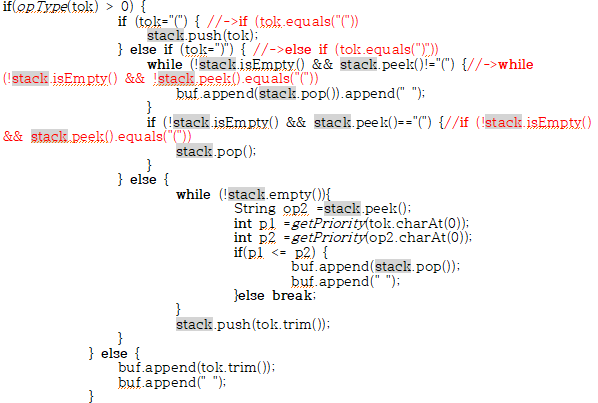 if(opType(tok) > 0) {
if (tok="(") { //->if (tok.equals("("))
stack.push(tok);
} else if (tok=")") { //->else if (tok.equals(")"))
while (!stack.isEmpty() && stack.peek()!="(") {//->while
(!stack.isEmpty() && !stack.peek().equals("("))
buf.append(stack.pop()).append(" ");
}
if (!stack.isEmpty() && stack.peek()=="(") {//if (!stack.isEmpty()
&& stack.peek().equals("("))
stack.pop();
}
} else {
while (!stack.empty()){
String op2 =stack.peek();
int p1 =getPriority(tok.charAt(0));
int p2 =getPriority(op2.charAt(0));
if(p1 <= p2) {
buf.append(stack.pop());
buf.append(" ");
}else break;
}
stack.push(tok.trim());
}
} else {
buf.append(tok.trim());
buf.append(" ");
}